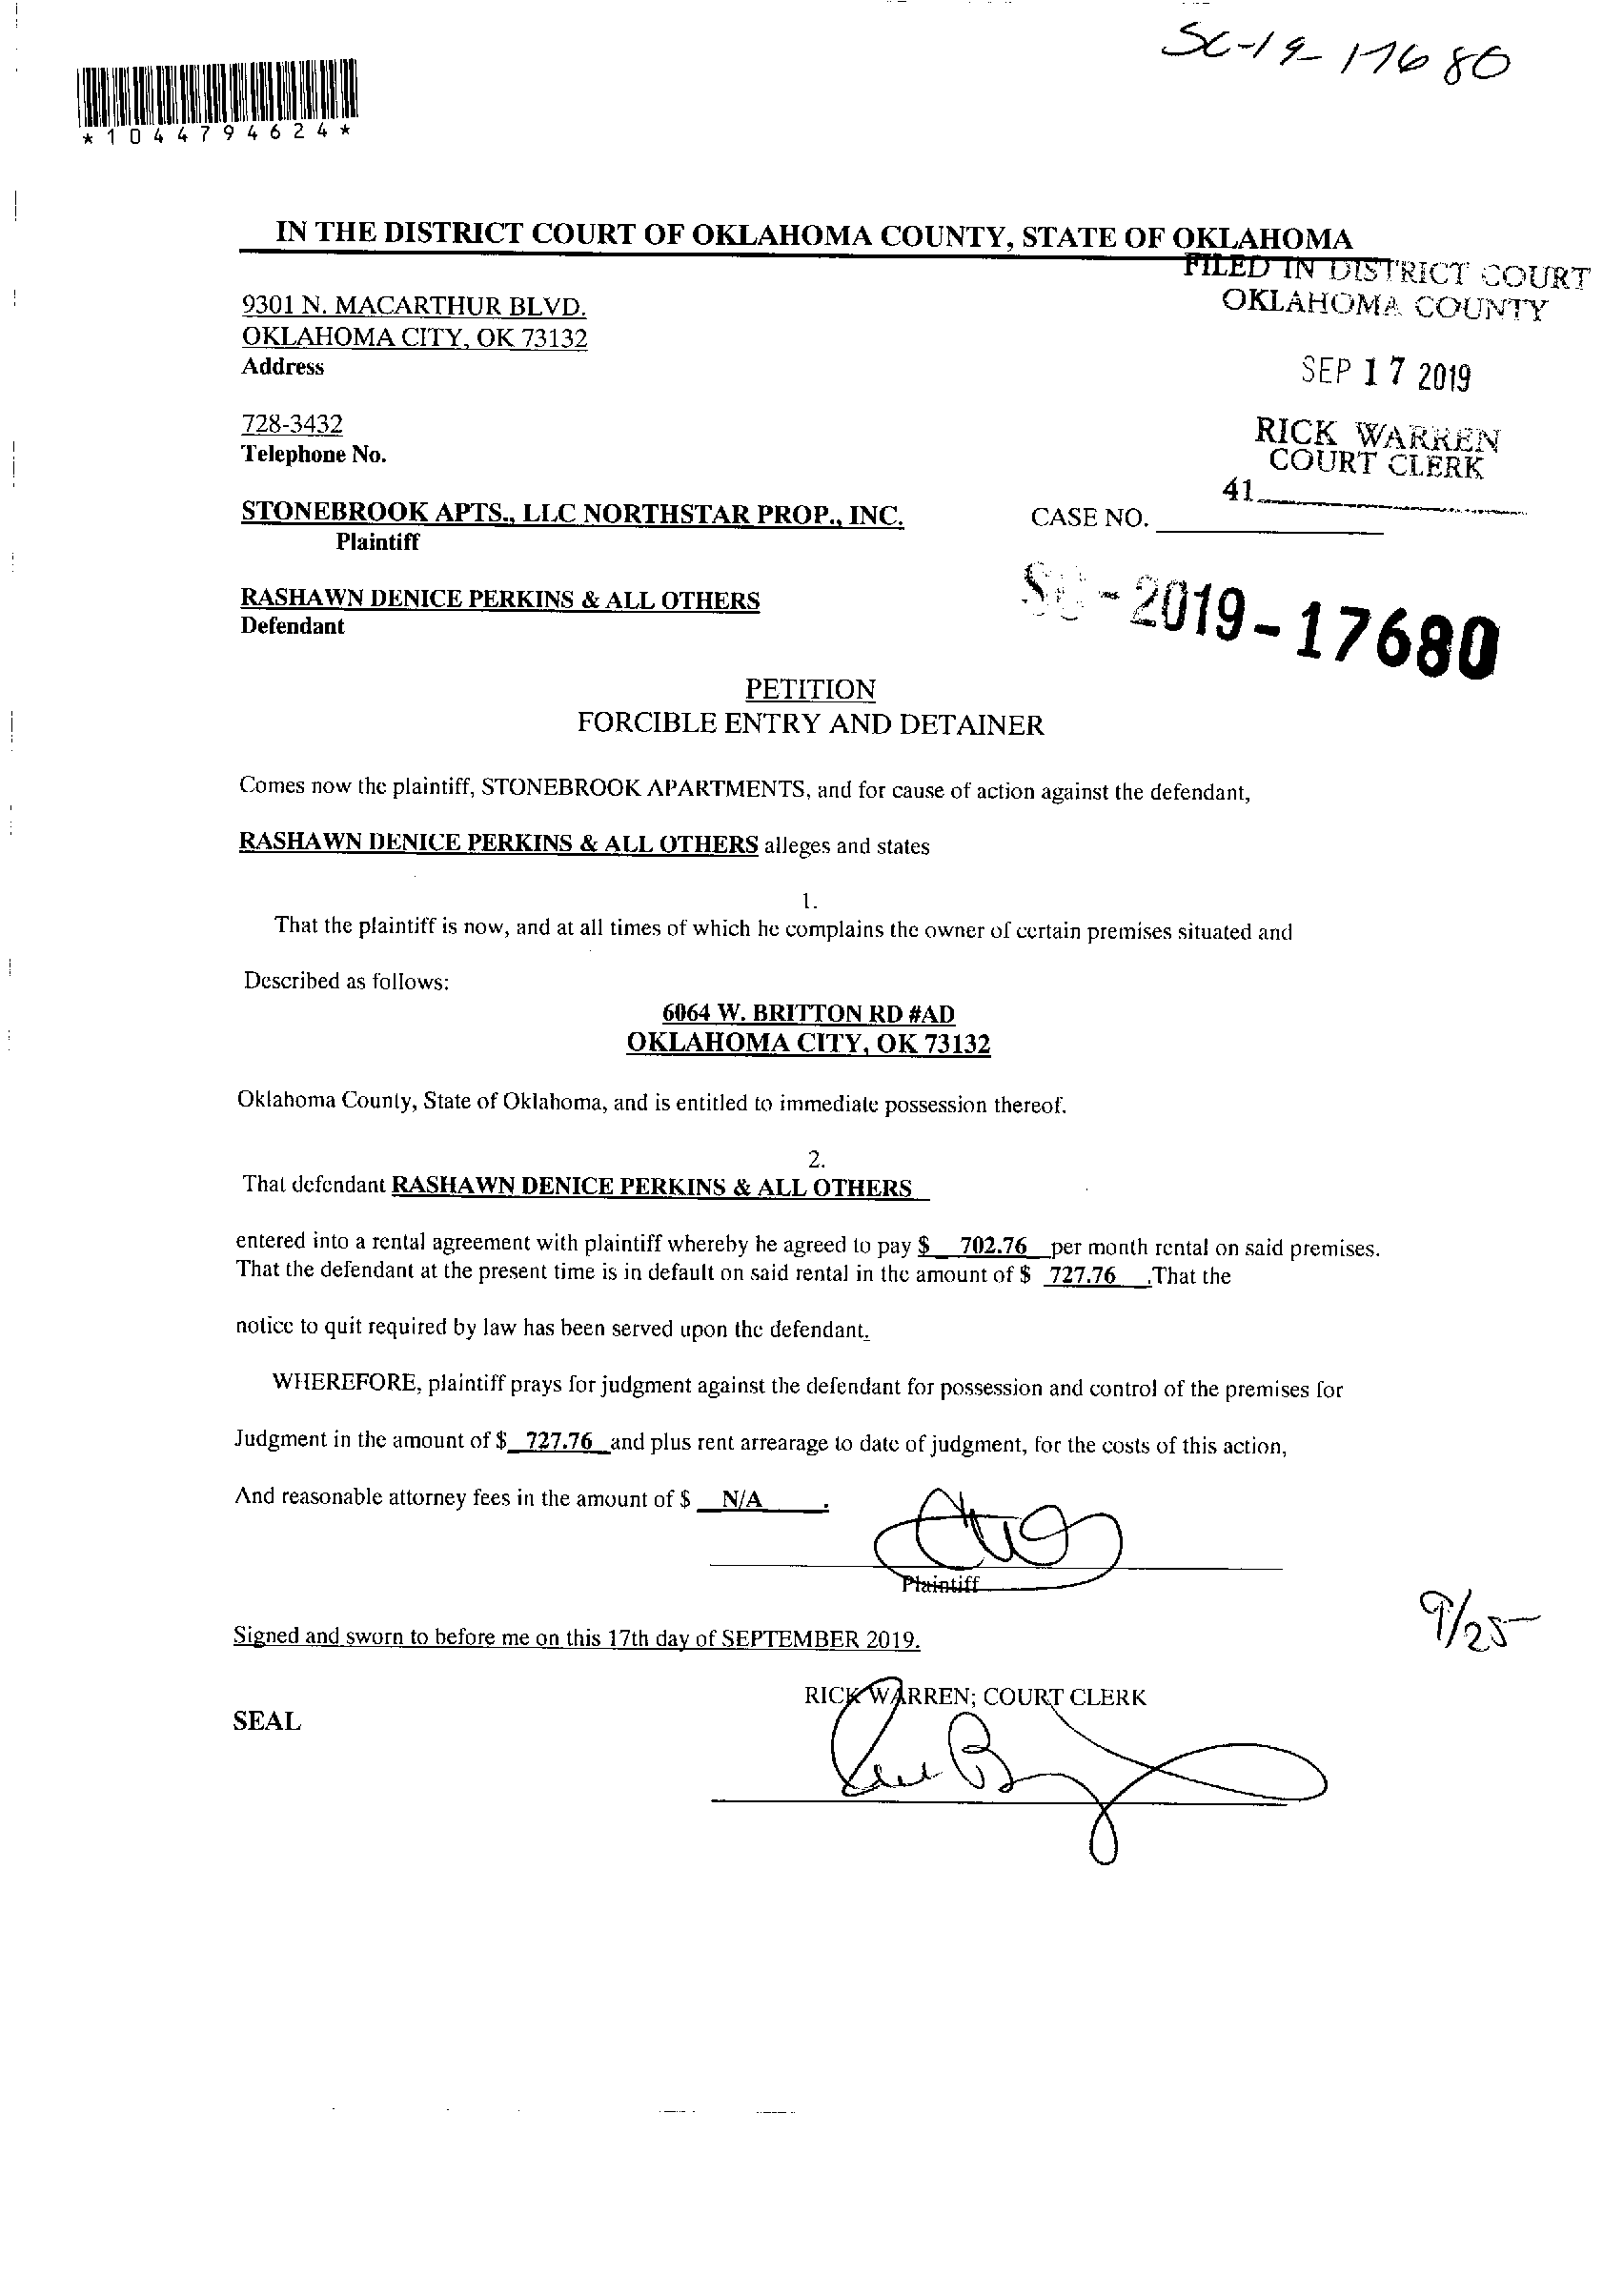 SC-19-17680
*1044794624*
IN THE DISTRICT COURT OF OKLAHOMA COUNTY, STATE OF OKLAHOMA
FILED IN DISTRICT COURT
OKLAHOMA COUNTY
9301 N. MACARTHUR BLVD.
OKLAHOMA CITY, OK 73132
Address
SEP 17 2019
728-3432
Telephone No.
RICK WARREN
COURT CLERK
41
STONEBROOK APTS., LLC NORTHSTAR PROP., INC.
Plaintiff
CASE NO.
RASHAWN DENICE PERKINS & ALL OTHERS
Defendant
SC-2019-17680
PETITION
FORCIBLE ENTRY AND DETAINER
Comes now the plaintiff, STONEBROOK APARTMENTS, and for cause of action against the defendant,
RASHAWN DENICE PERKINS & ALL OTHERS alleges and states
1.
That the plaintiff is now, and at all times of which he complains the owner of certain premises situated and
Described as follows:
6064 W. BRITTON RD #AD
OKLAHOMA CITY, OK 73132
Oklahoma County, State of Oklahoma, and is entitled to immediate possession thereof.
2.
That defendant RASHAWN DENICE PERKINS & ALL OTHERS
entered into a rental agreement with plaintiff whereby he agreed to pay $ 702.76 per month rental on said premises.
That the defendant at the present time is in default on said rental in the amount of $ 727.76 .That the
notice to quit required by law has been served upon the defendant.
WHEREFORE, plaintiff prays for judgment against the defendant for possession and control of the premises for
Judgment in the amount of $ 727.76 and plus rent arrearage to date of judgment, for the costs of this action,
And reasonable attorney fees in the amount of $ N/A .
Plaintiff
9/25
Signed and sworn to before me on this 17th day of SEPTEMBER 2019.
RICK WARREN; COURT CLERK
SEAL